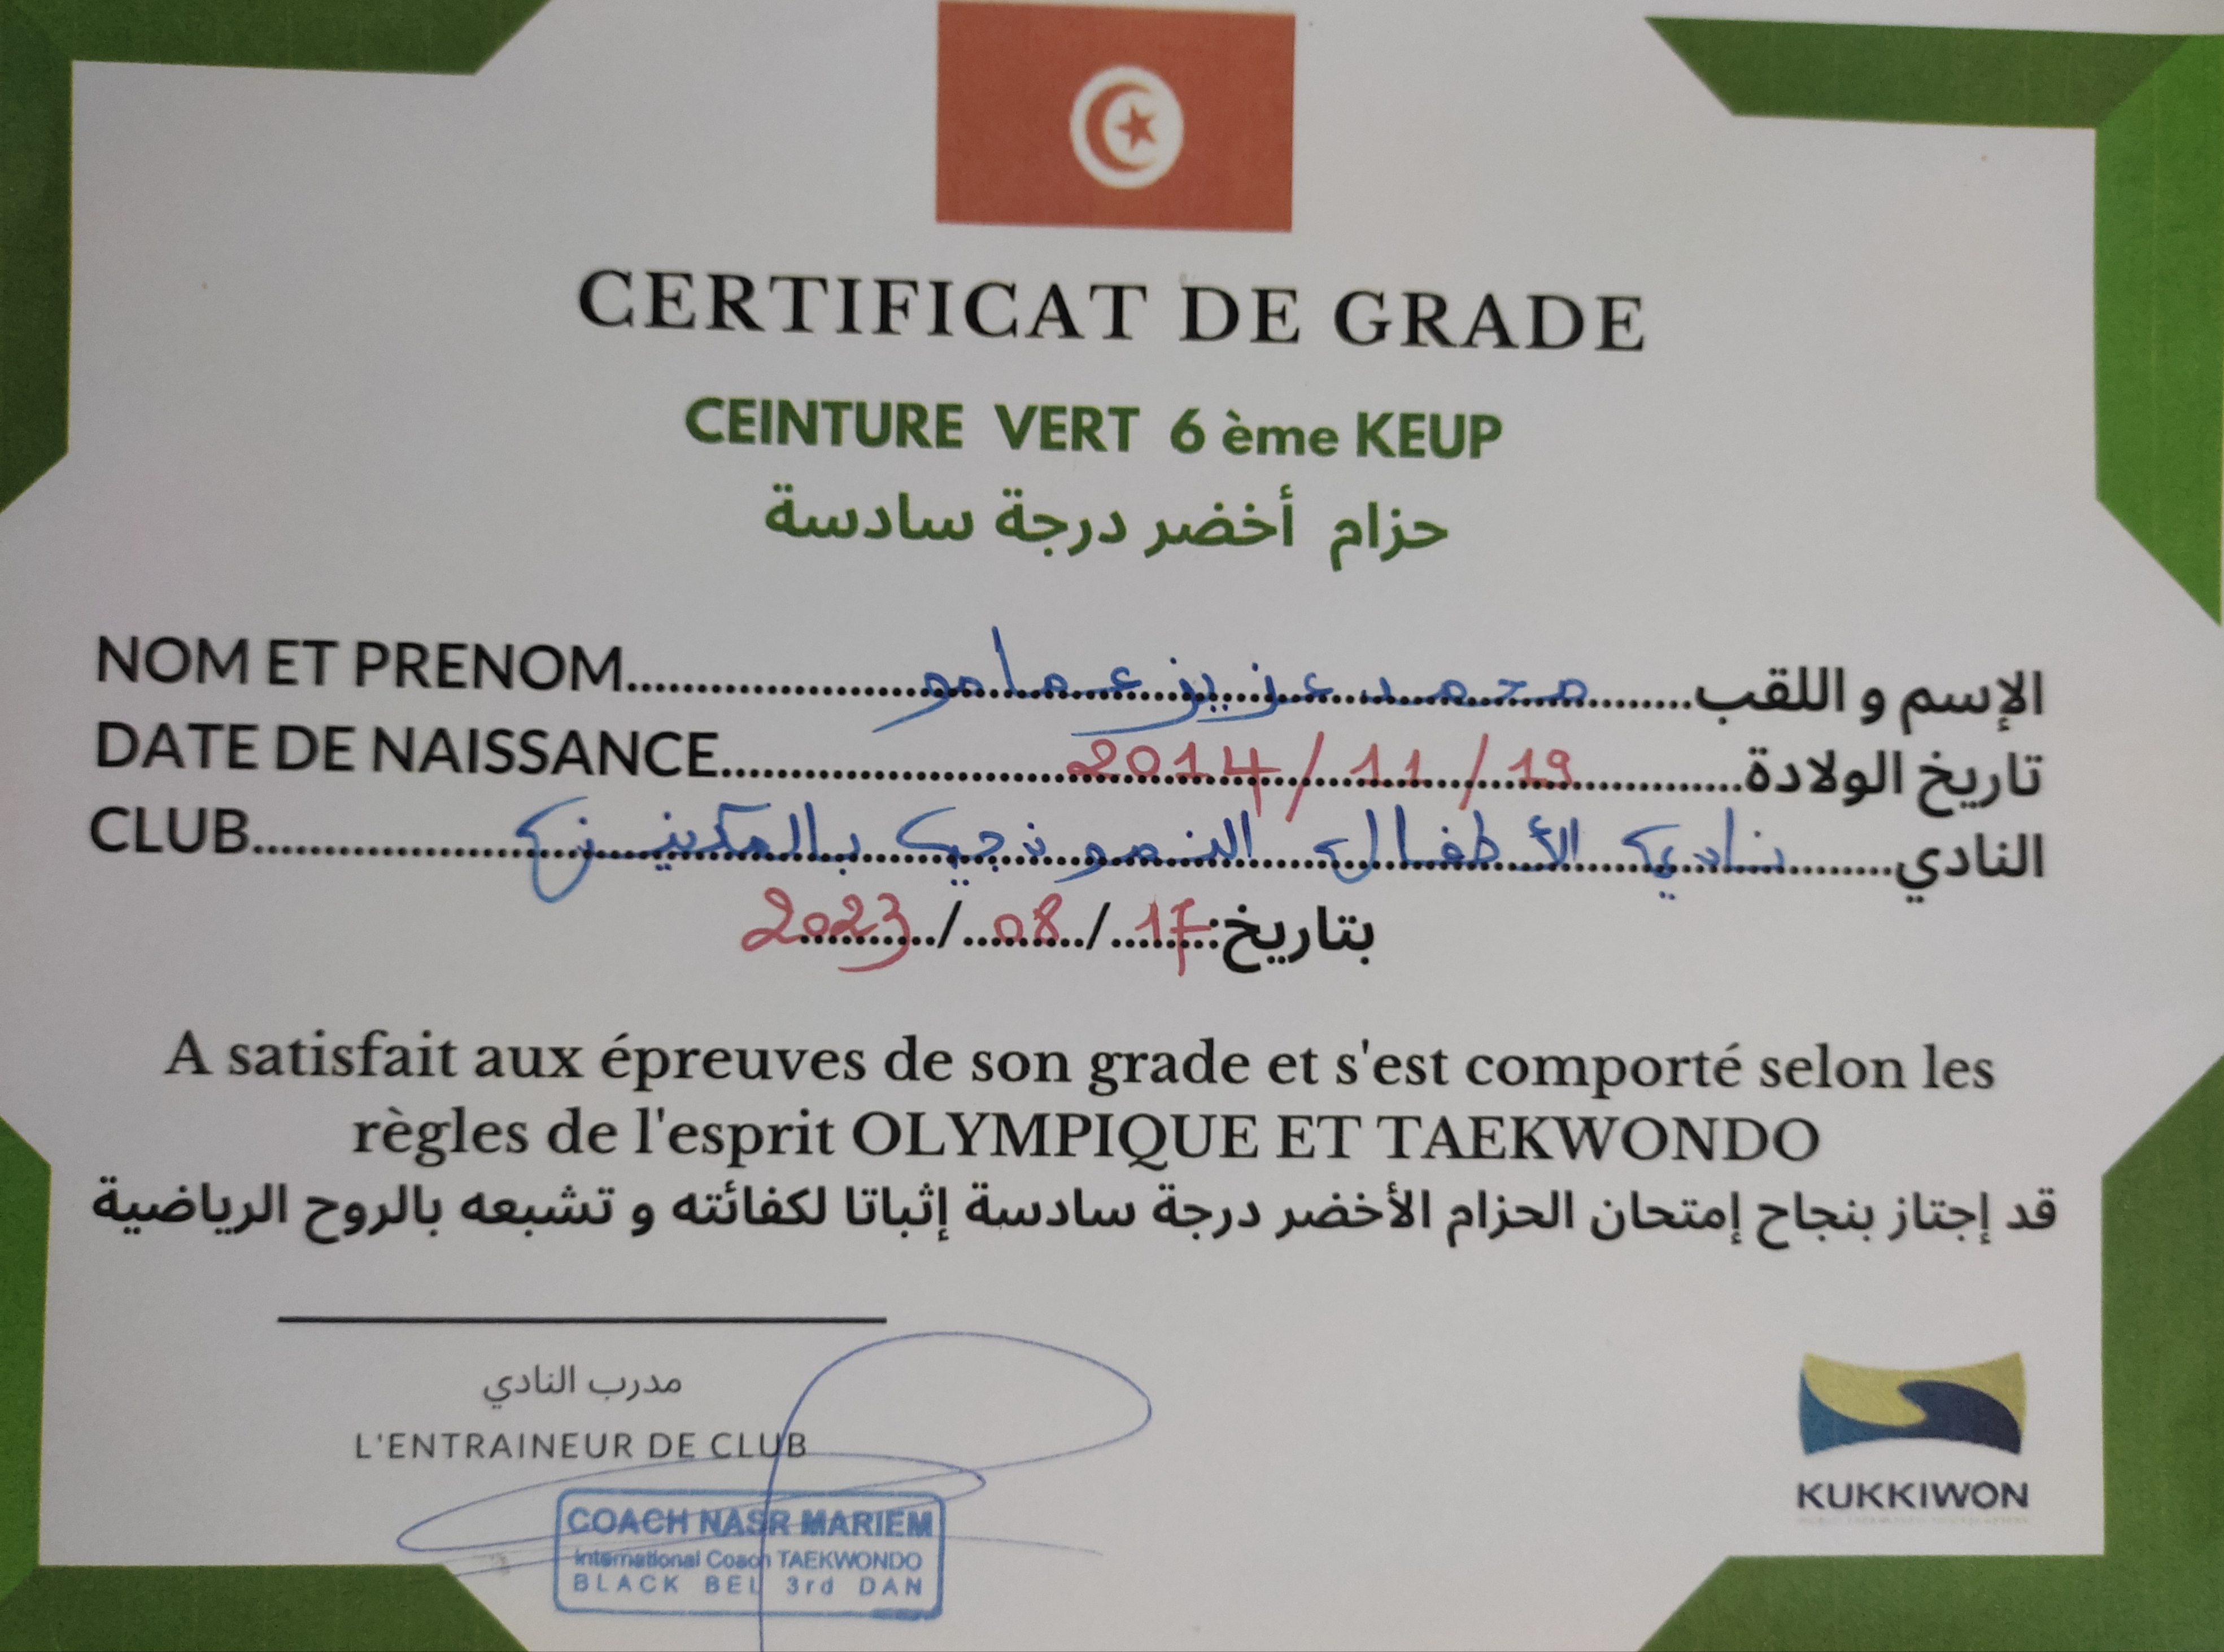 CERTIFICAT DE GRADE
CEINTURE VERT 6 ème KEUP
حزام أخضر درجة سادسة
NOM ET PRENOM.....محمد عزيز عمامو.....الإسم و اللقب
DATE DE NAISSANCE.....2014/11/19.....تاريخ الولادة
CLUB.....نادي الأطفال النموذجي بالمكنين.....النادي
بتاريخ: 17/08/2023
A satisfait aux épreuves de son grade et s'est comporté selon les
règles de l'esprit OLYMPIQUE ET TAEKWONDO
قد إجتاز بنجاح إمتحان الحزام الأخضر درجة سادسة إثباتا لكفائته و تشبعه بالروح الرياضية
مدرب النادي
L'ENTRAINEUR DE CLUB
COACH NASR MARIEM
International Coach TAEKWONDO
BLACK BEL 3rd DAN
KUKKIWON